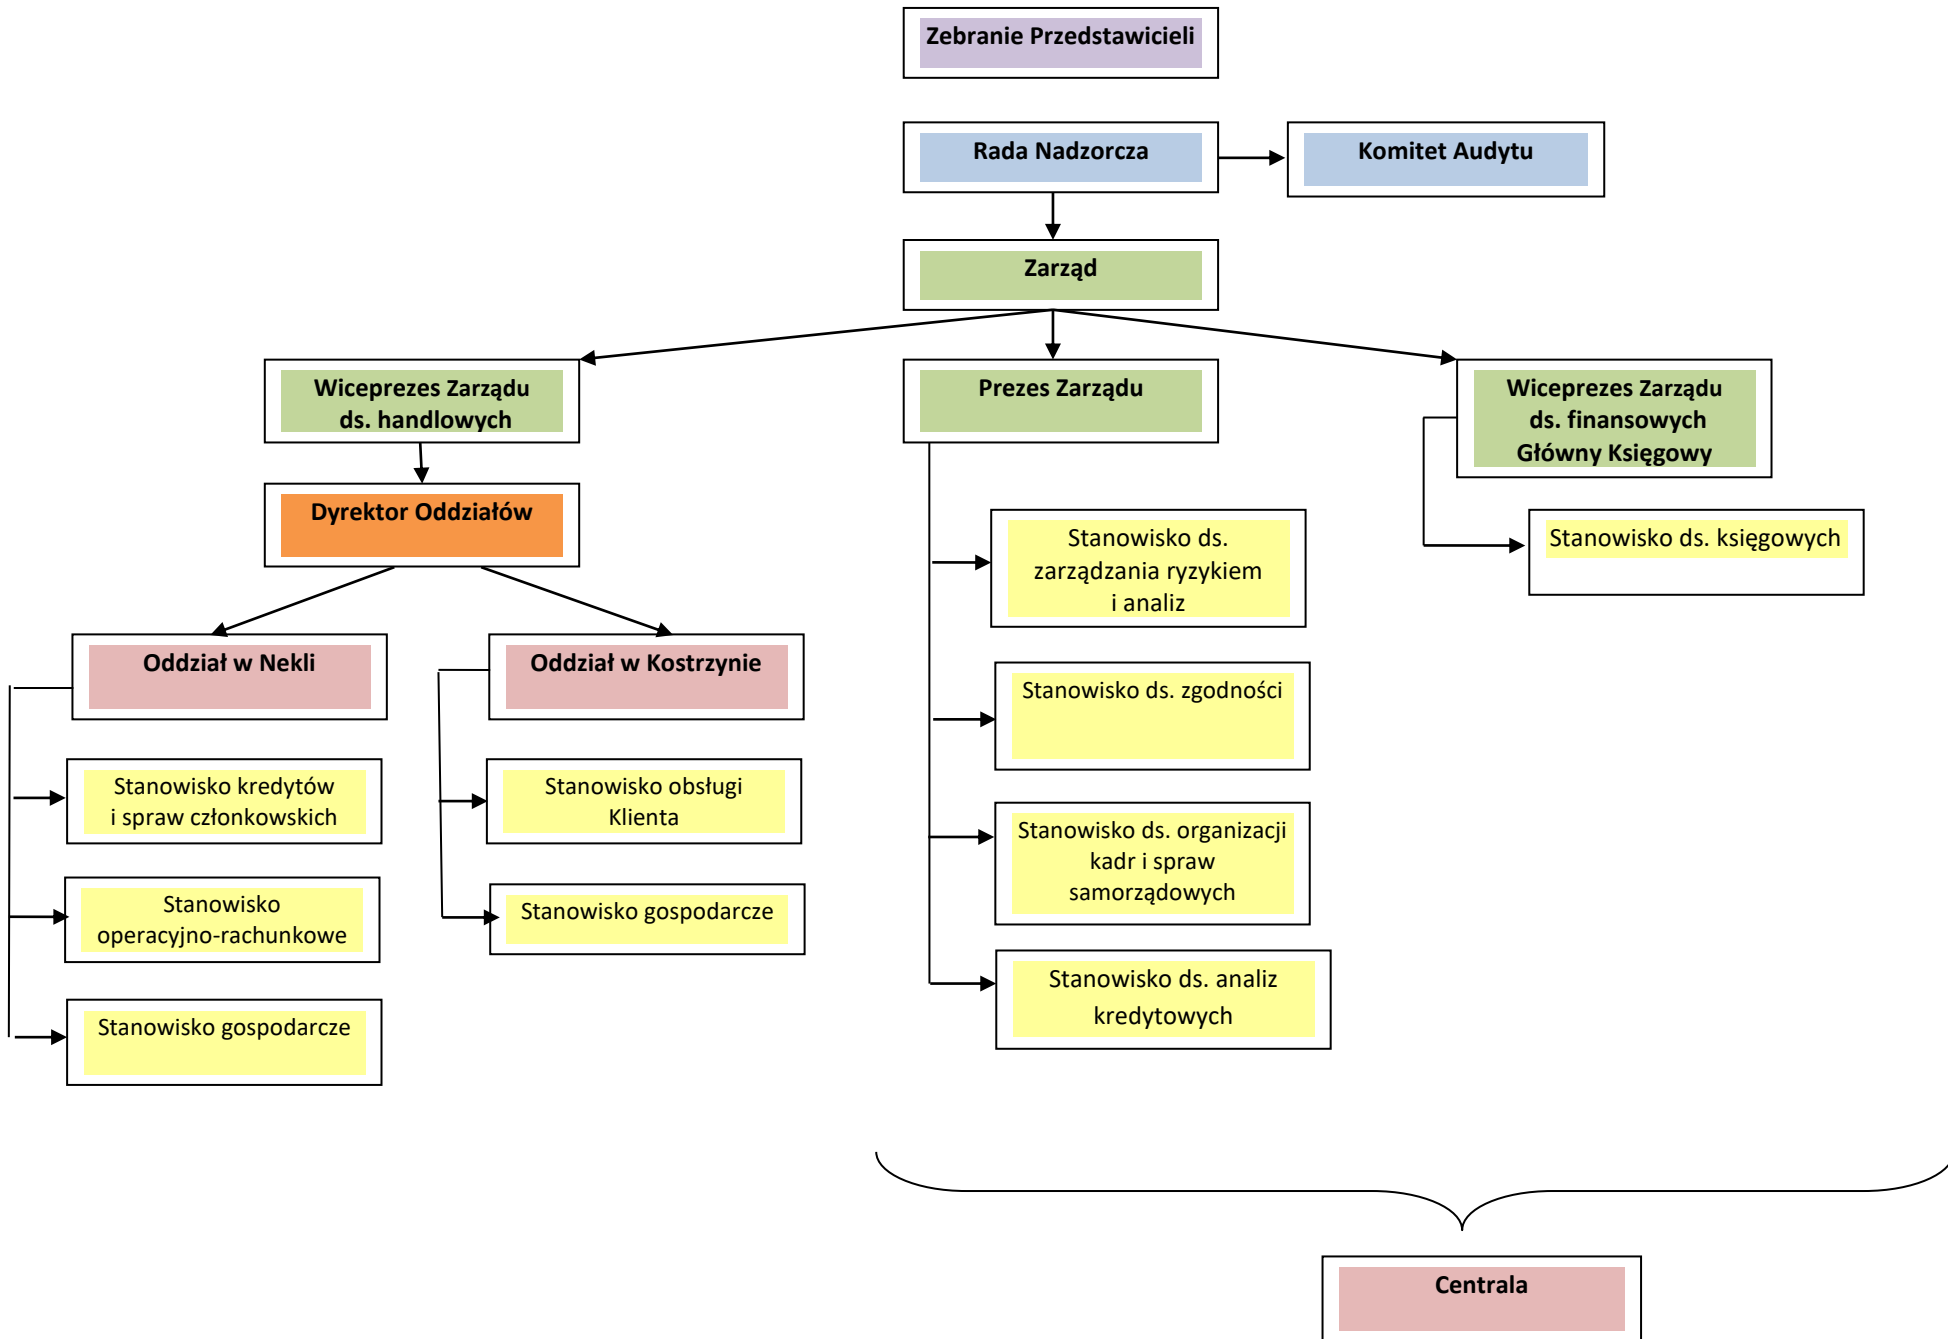 Zebranie Przedstawicieli
Rada Nadzorcza
Komitet Audytu
Zarząd
Wiceprezes Zarządu
ds. handlowych
Prezes Zarządu
Wiceprezes Zarządu
ds. finansowych
Główny Księgowy
Dyrektor Oddziałów
Stanowisko ds.
zarządzania ryzykiem
i analiz
Stanowisko ds. księgowych
Oddział w Nekli
Oddział w Kostrzynie
Stanowisko ds. zgodności
Stanowisko kredytów
i spraw członkowskich
Stanowisko obsługi
Klienta
Stanowisko ds. organizacji
kadr i spraw
samorządowych
Stanowisko
operacyjno-rachunkowe
Stanowisko gospodarcze
Stanowisko ds. analiz
kredytowych
Stanowisko gospodarcze
Centrala